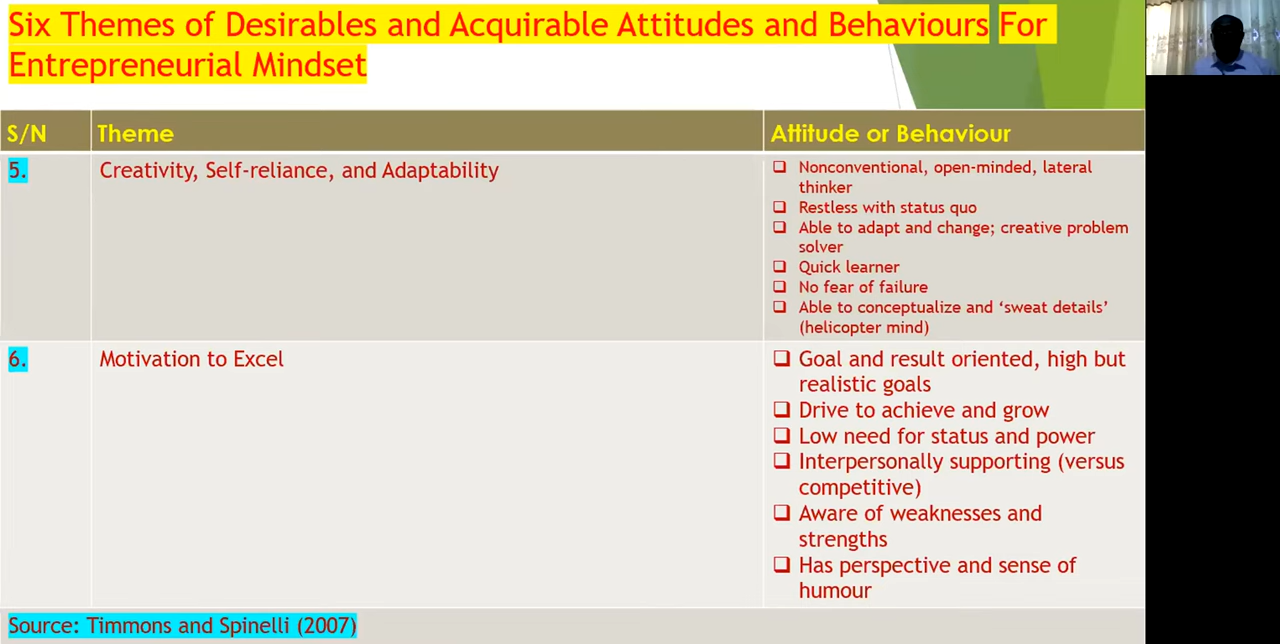 Six Themes of Desirables and Acquirable Attitudes and Behaviours For
Entrepreneurial Mindset
S/N
Theme
Attitude or Behaviour
5.
Creativity, Self-reliance, and Adaptability
❑ Nonconventional, open-minded, lateral
thinker
❑ Restless with status quo
❑ Able to adapt and change; creative problem
solver
❑ Quick learner
❑ No fear of failure
❑ Able to conceptualize and ‘sweat details’
(helicopter mind)
6.
Motivation to Excel
❑ Goal and result oriented, high but
realistic goals
❑ Drive to achieve and grow
❑ Low need for status and power
❑ Interpersonally supporting (versus
competitive)
❑ Aware of weaknesses and
strengths
❑ Has perspective and sense of
humour
Source: Timmons and Spinelli (2007)